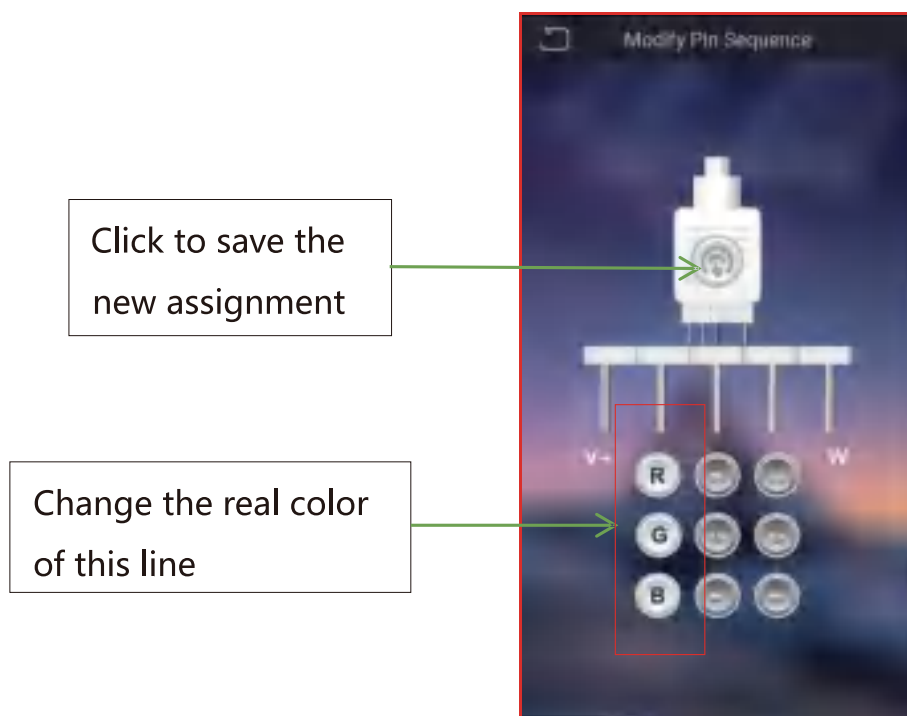 Modify Pin Sequence
Click to save the
new assignment
V+
W
R
Change the real color
of this line
G
B